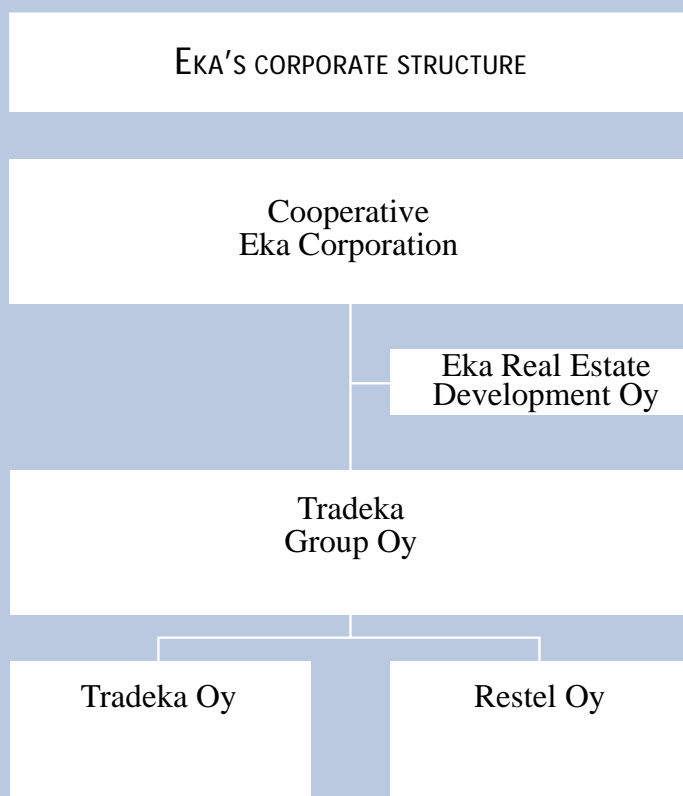 EKA'S CORPORATE STRUCTURE
Cooperative
Eka Corporation
Eka Real Estate
Development Oy
Tradeka
Group Oy
Tradeka Oy
Restel Oy